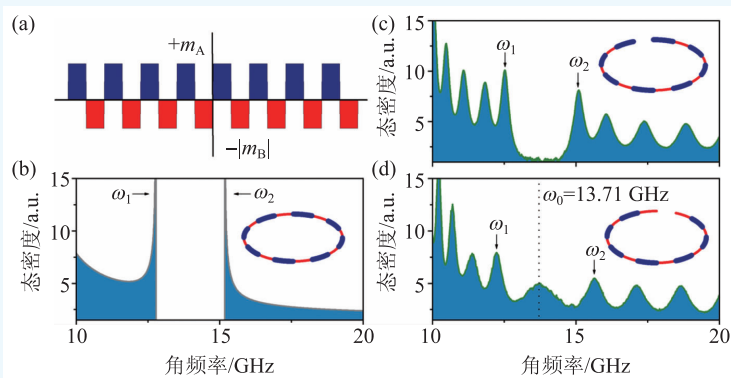 (a)
+m_A
−|m_B|
(b)
态密度/a.u.
15
10
5
ω₁
ω₂
10
15
20
角频率/GHz
(c)
态密度/a.u.
15
10
5
ω₁
ω₂
(d)
态密度/a.u.
15
10
5
ω₀=13.71 GHz
ω₁
ω₂
10
15
20
角频率/GHz